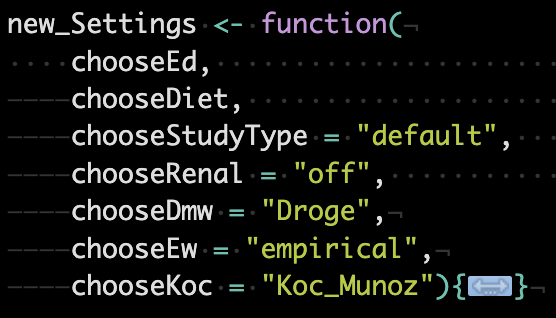 new_Settings <- function(
chooseEd,
chooseDiet,
chooseStudyType = "default",
chooseRenal = "off",
chooseDmw = "Droge",
chooseEw = "empirical",
chooseKoc = "Koc_Munoz"){}